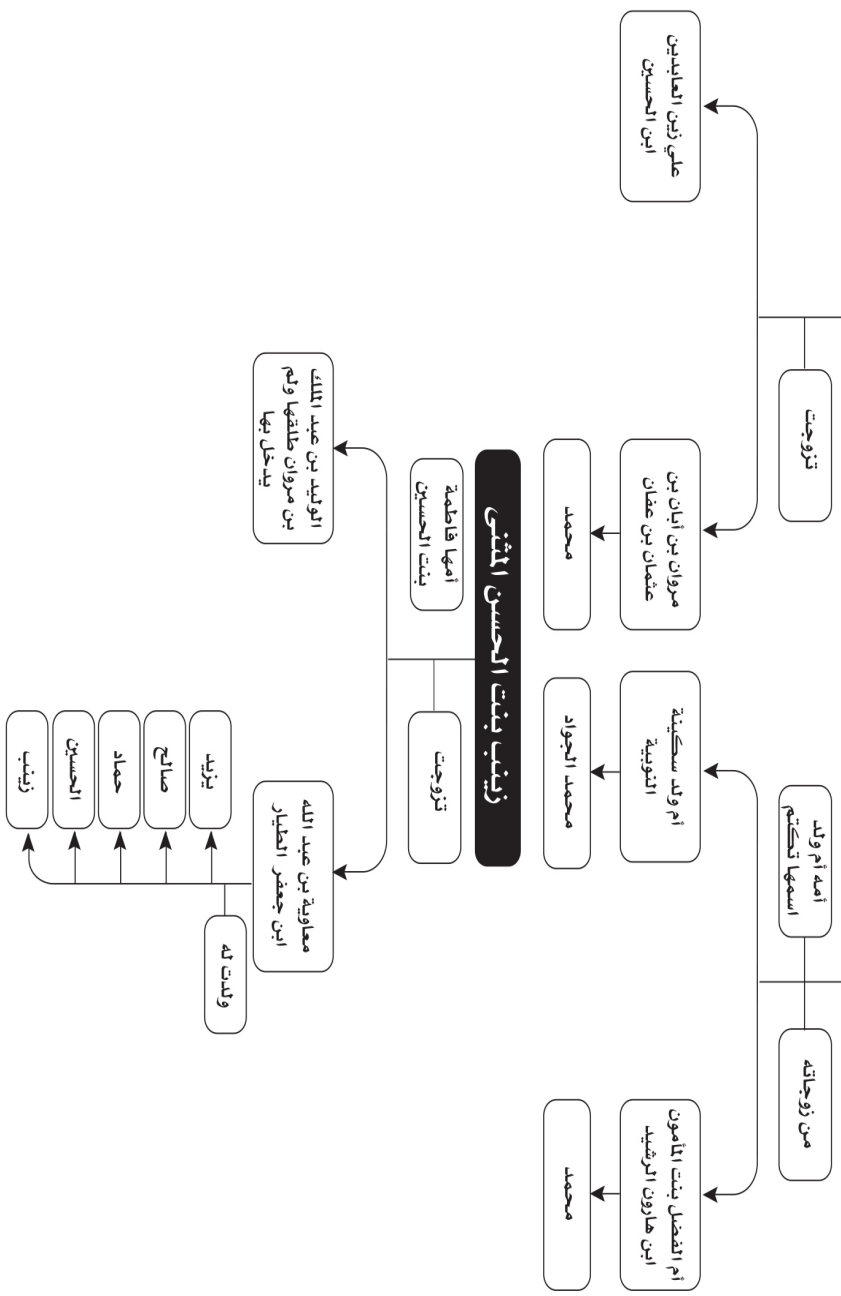 من زوجاته
أمه أم ولد
اسمها تكتم
تزوجت
أم الفضل بنت المأمون
ابن هارون الرشيد
أم ولد سكينة
النوبية
مروان بن أبان بن
عثمان بن عفان
علي زين العابدين
ابن الحسين
محمد
محمد الجواد
محمد
زينب بنت الحسن المثنى
تزوجت
أمها فاطمة
بنت الحسين
معاوية بن عبد الله
ابن جعفر الطيار
الوليد بن عبد الملك
بن مروان طلقها ولم
يدخل بها
ولدت له
يزيد
صالح
حماد
الحسين
زينب